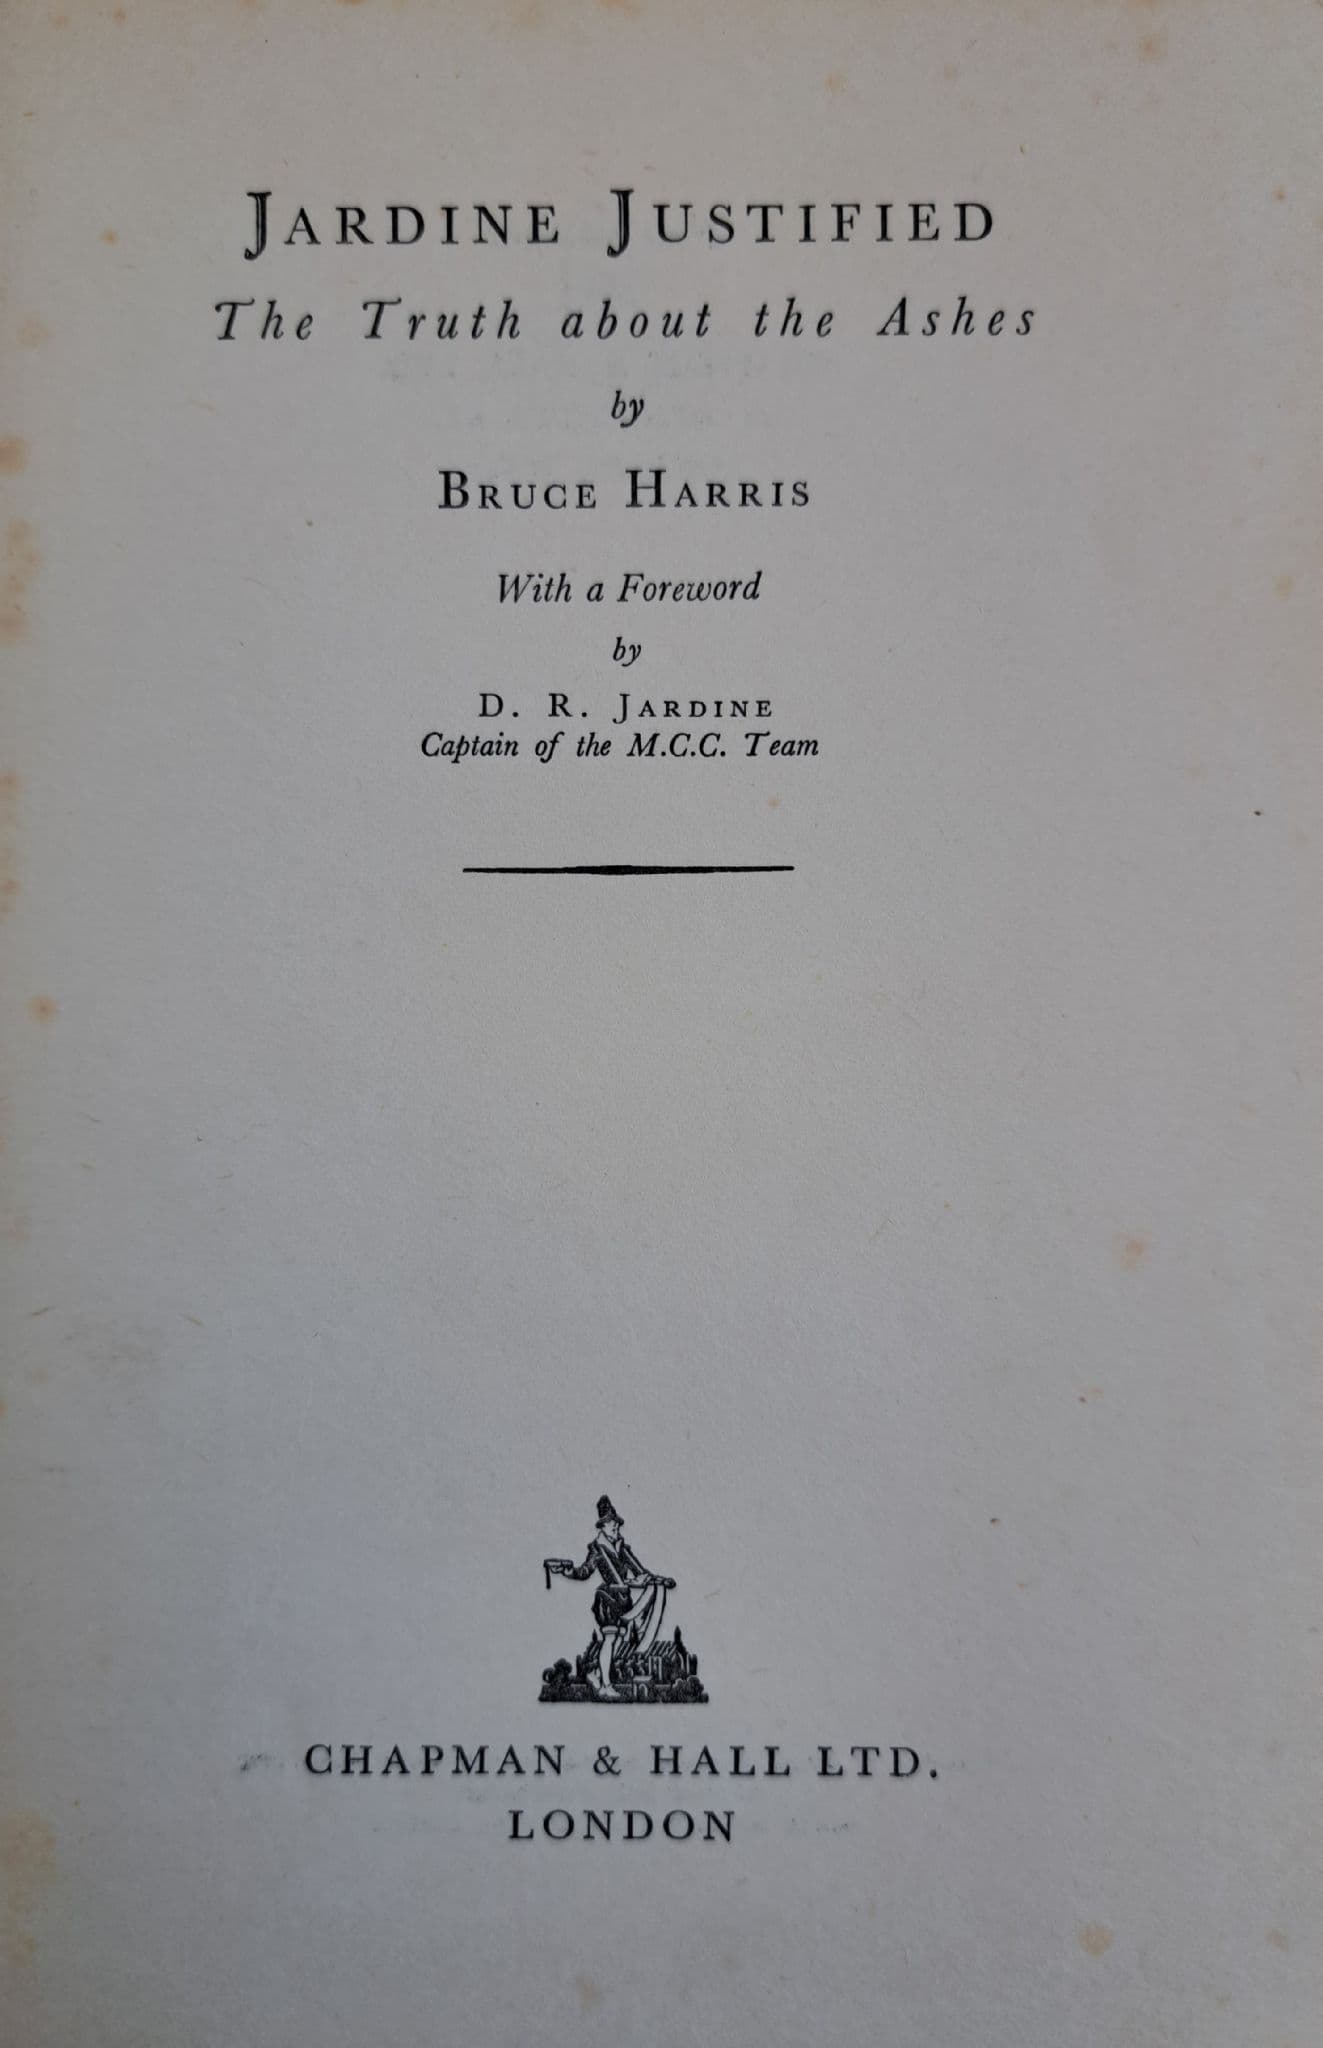 JARDINE JUSTIFIED
The Truth about the Ashes
by
BRUCE HARRIS
With a Foreword
by
D. R. JARDINE
Captain of the M.C.C. Team
CHAPMAN & HALL LTD.
LONDON